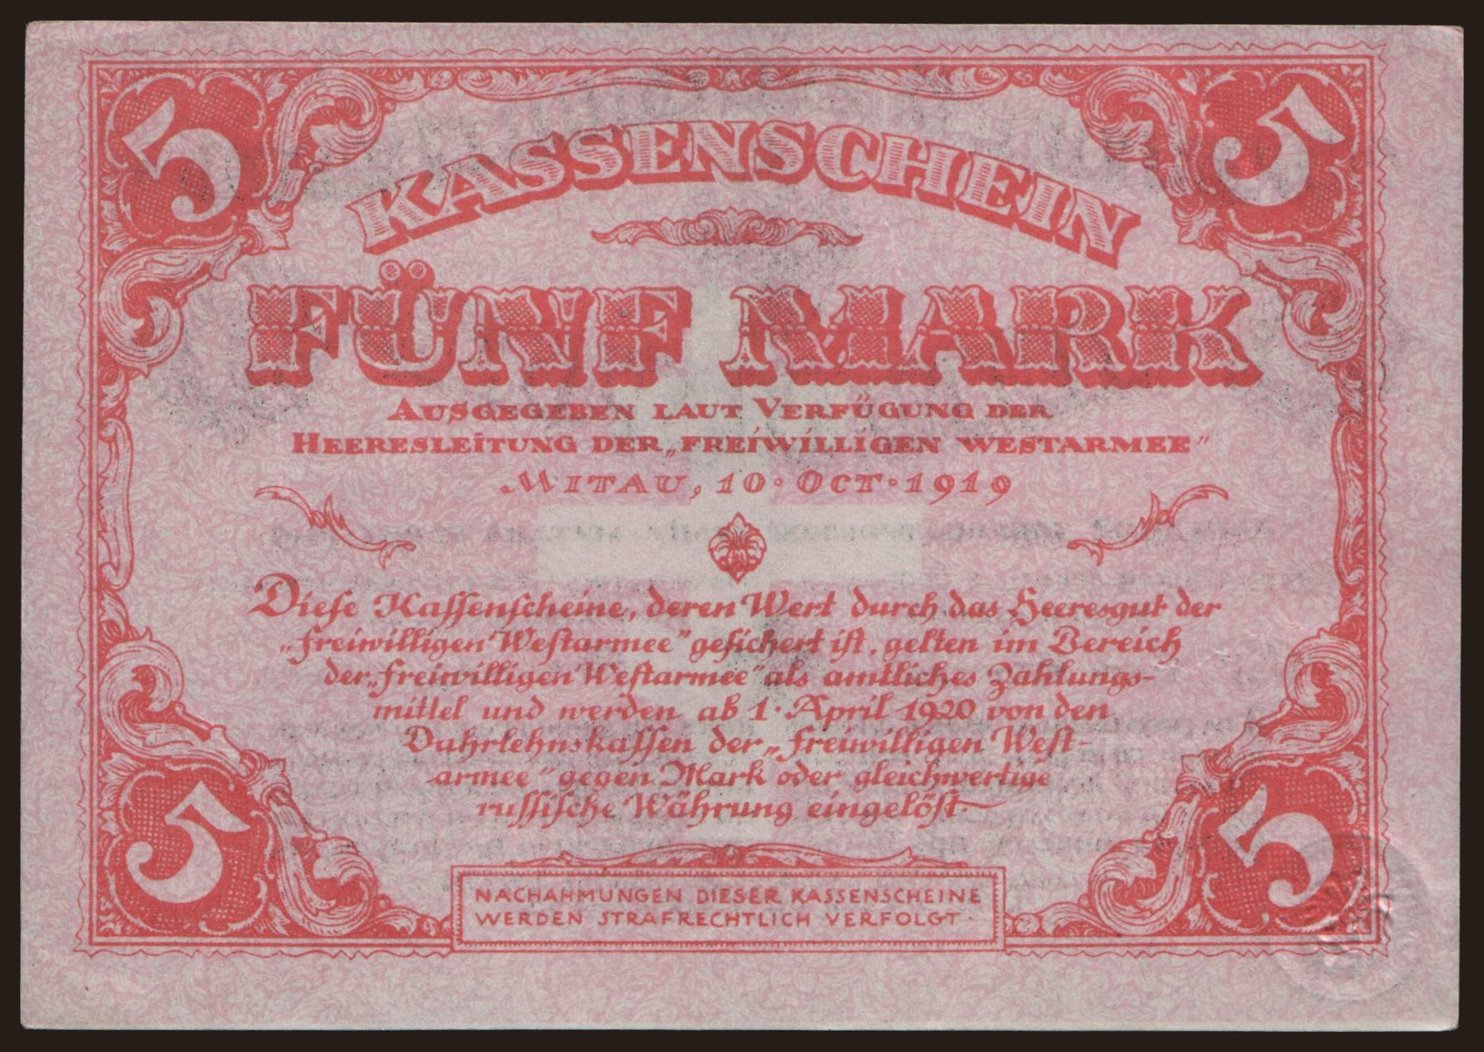 5 5
KASSENSCHEIN
FÜNF MARK
AUSGEGEBEN LAUT VERFÜGUNG DER
HEERESLEITUNG DER „FREIWILLIGEN WESTARMEE"
MITAU, 10. OCT. 1919
Dieſe Kaſſenſcheine, deren Wert durch das Heeresgut der
„Freiwilligen Weſtarmee" geſichert iſt, gelten im Bereich
der „Freiwilligen Weſtarmee" als amtliches Zahlungs-
mittel und werden ab 1. April 1920 von den
Dahrlehnskaſſen der „Freiwilligen Weſt-
armee" gegen Mark oder gleichwertige
ruſſiſche Währung eingelöſt
5 5
NACHAHMUNGEN DIESER KASSENSCHEINE
WERDEN STRAFRECHTLICH VERFOLGT.